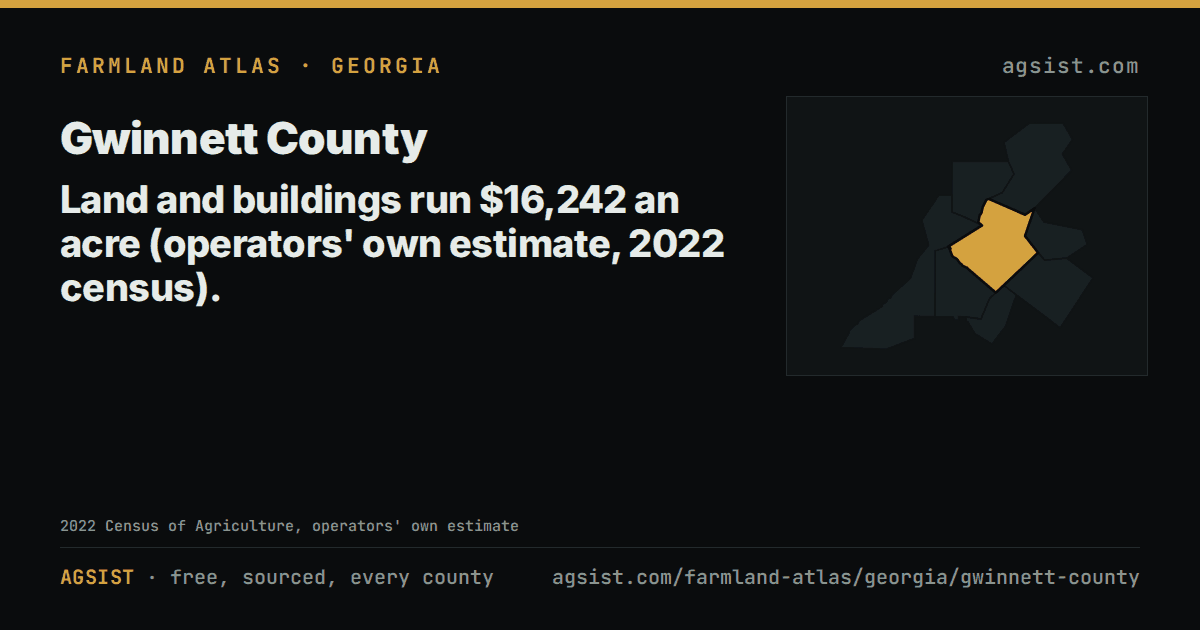 FARMLAND ATLAS · GEORGIA
agsist.com
Gwinnett County
Land and buildings run $16,242 an
acre (operators' own estimate, 2022
census).
2022 Census of Agriculture, operators' own estimate
AGSIST · free, sourced, every county
agsist.com/farmland-atlas/georgia/gwinnett-county